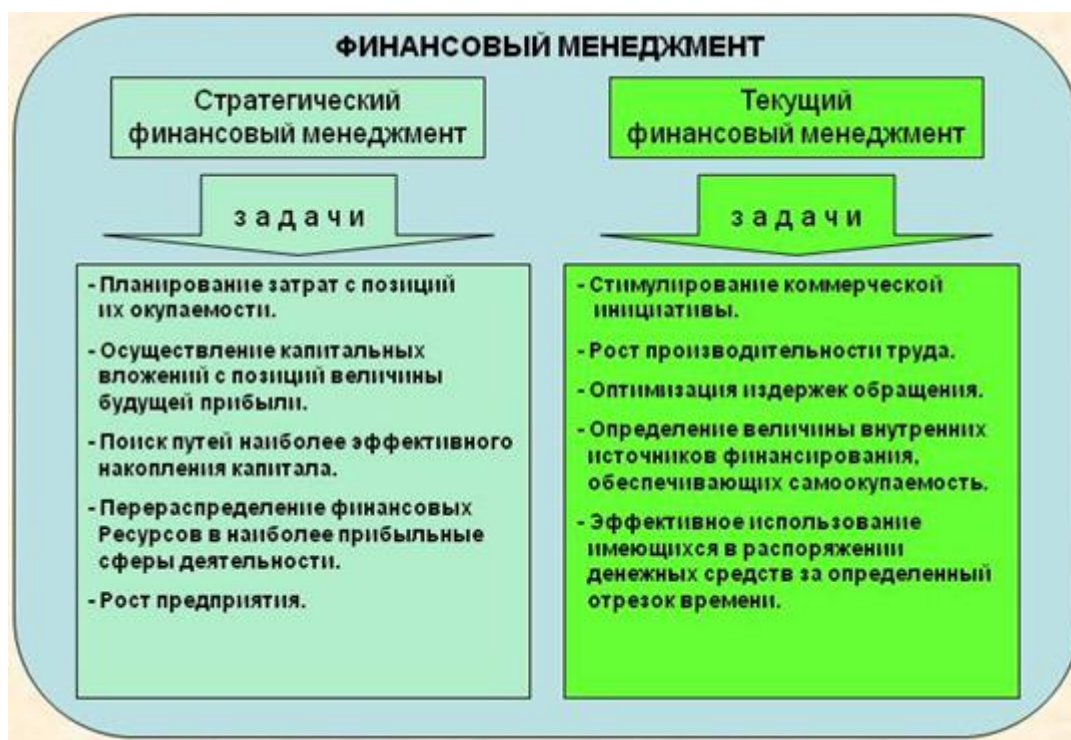 ФИНАНСОВЫЙ МЕНЕДЖМЕНТ
Стратегический
финансовый менеджмент
задачи
- Планирование затрат с позиций
их окупаемости.
- Осуществление капитальных
вложений с позиций величины
будущей прибыли.
- Поиск путей наиболее эффективного
накопления капитала.
- Перераспределение финансовых
Ресурсов в наиболее прибыльные
сферы деятельности.
- Рост предприятия.
Текущий
финансовый менеджмент
задачи
- Стимулирование коммерческой
инициативы.
- Рост производительности труда.
- Оптимизация издержек обращения.
- Определение величины внутренних
источников финансирования,
обеспечивающих самоокупаемость.
- Эффективное использование
имеющихся в распоряжении
денежных средств за определенный
отрезок времени.